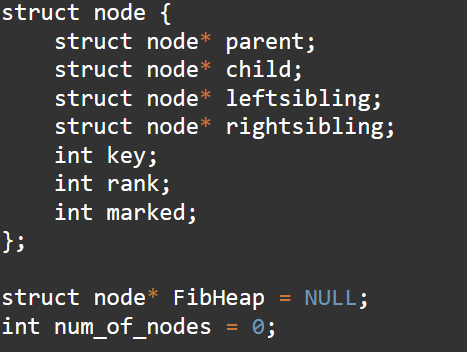 struct node {
    struct node* parent;
    struct node* child;
    struct node* leftsibling;
    struct node* rightsibling;
    int key;
    int rank;
    int marked;
};

struct node* FibHeap = NULL;
int num_of_nodes = 0;